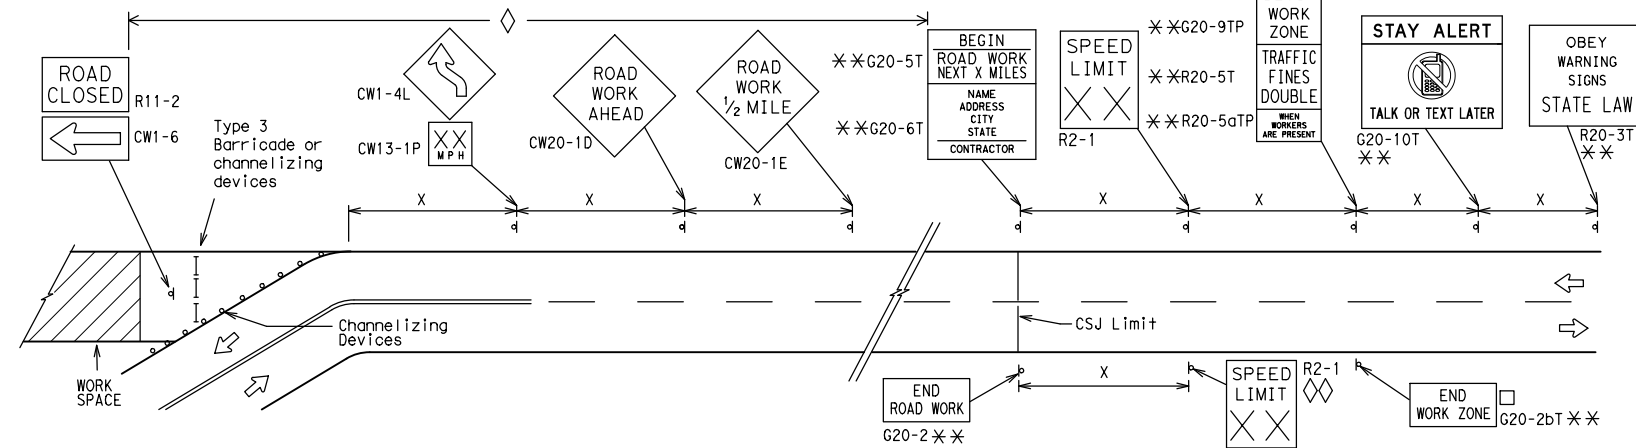 ROAD
CLOSED
R11-2
CW1-6
Type 3
Barricade or
channelizing
devices
CW1-4L
CW13-1P
XX
MPH
ROAD
WORK
AHEAD
CW20-1D
ROAD
WORK
1/2 MILE
CW20-1E
**G20-5T
**G20-6T
BEGIN
ROAD WORK
NEXT X MILES
NAME
ADDRESS
CITY
STATE
CONTRACTOR
SPEED
LIMIT
XX
R2-1
**G20-9TP
**R20-5T
**R20-5aTP
WORK
ZONE
TRAFFIC
FINES
DOUBLE
WHEN
WORKERS
ARE PRESENT
STAY ALERT
TALK OR TEXT LATER
G20-10T
**
OBEY
WARNING
SIGNS
STATE LAW
R20-3T
**
X X X X X X X
Channelizing
Devices
CSJ Limit
WORK
SPACE
END
ROAD WORK
G20-2**
X
SPEED
LIMIT
XX
R2-1
◇◇
END
WORK ZONE
□
G20-2bT**